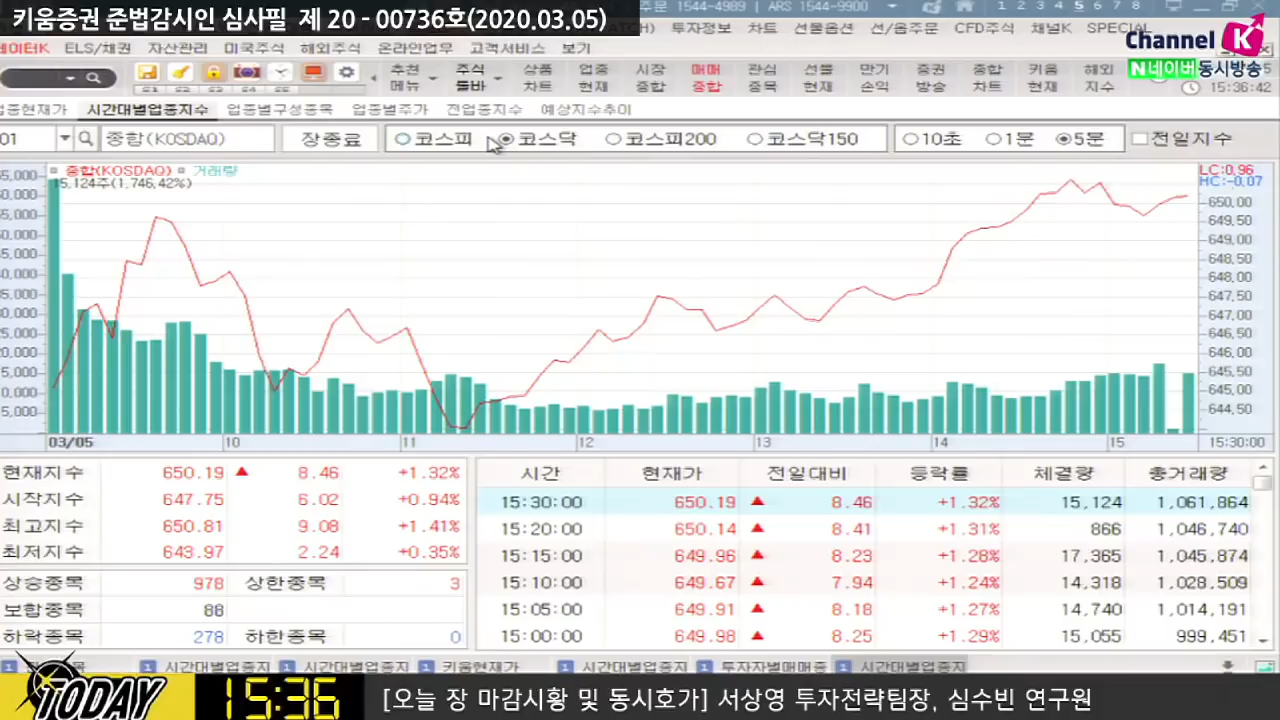 키움증권 준법감시인 심사필 제 20 - 00736호(2020.03.05)
주문 1544-4989 | ARS 1544-9900
1 2 3 4 5 6 7 8
Channel K
N 네이버 동시방송
15:36:42
ELS/채권 자산관리 미국주식 해외주식 온라인업무 고객서비스 보기
투자정보 차트 선물옵션 선/옵주문 CFD주식 채널K SPECIAL
추천 메뉴 주식 툴바 상품 차트 업종 현재 시장 종합 매매 종합 관심 종목 선물 현재 만기 손익 증권 방송 종합 차트 키움 현재 해외 지수
업종현재가 시간대별업종지수 업종별구성종목 업종별주가 전업종지수 예상지수추이
01 종합(KOSDAQ) 장종료 코스피 코스닥 코스피200 코스닥150 10초 1분 5분 전일지수
종합(KOSDAQ) 거래량
15,124주(1,746,42%)
LC:0,96
HC:-0,07
650,00
649,50
649,00
648,50
648,00
647,50
647,00
646,50
646,00
645,50
645,00
644,50
03/05 10 11 12 13 14 15 15:30:00
현재지수 650.19 ▲ 8.46 +1.32%
시작지수 647.75 6.02 +0.94%
최고지수 650.81 9.08 +1.41%
최저지수 643.97 2.24 +0.35%
상승종목 978 상한종목 3
보합종목 88
하락종목 278 하한종목 0
시간 현재가 전일대비 등락률 체결량 총거래량
15:30:00 650.19 ▲ 8.46 +1.32% 15,124 1,061,864
15:20:00 650.14 ▲ 8.41 +1.31% 866 1,046,740
15:15:00 649.96 ▲ 8.23 +1.28% 17,365 1,045,874
15:10:00 649.67 ▲ 7.94 +1.24% 14,318 1,028,509
15:05:00 649.91 ▲ 8.18 +1.27% 14,740 1,014,191
15:00:00 649.98 ▲ 8.25 +1.29% 15,055 999,451
1 시간대별업종지 1 시간대별업종지 1 키움현재가 1 시간대별업종지 1 투자자별매매종 1 시간대별업종지
TODAY 15:36 [오늘 장 마감시황 및 동시호가] 서상영 투자전략팀장, 심수빈 연구원